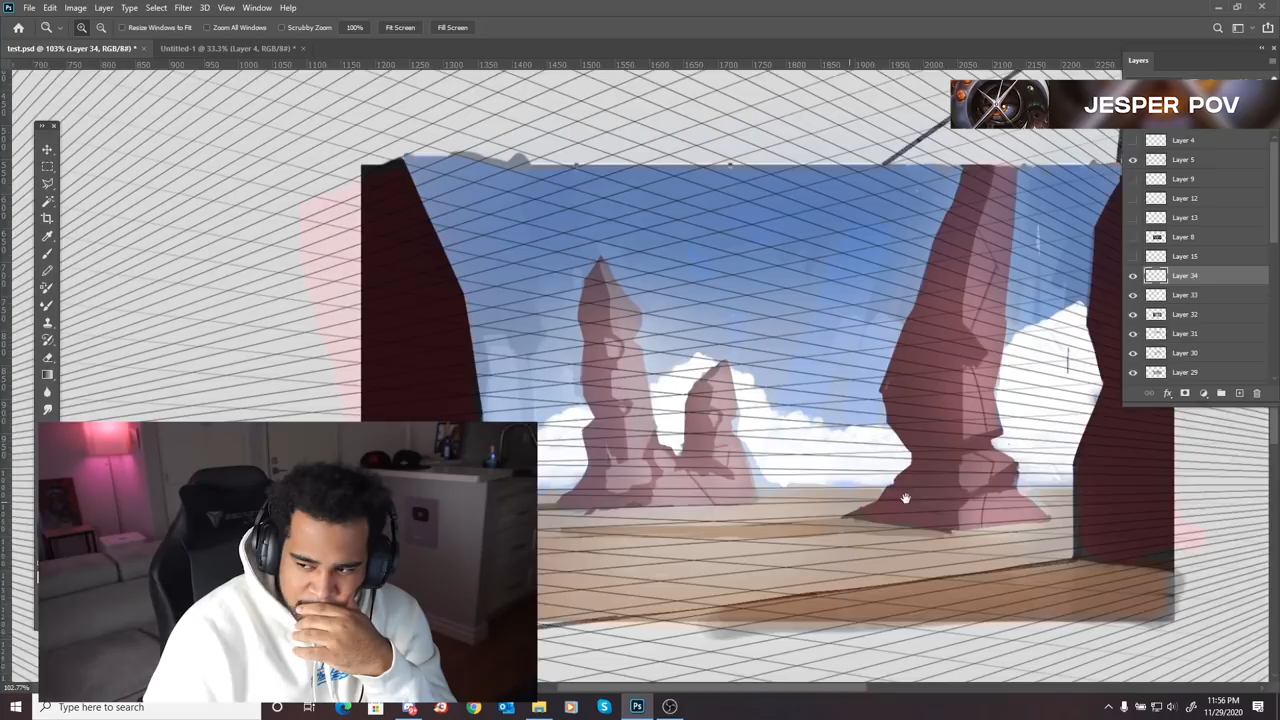 File Edit Image Layer Type Select Filter 3D View Window Help
Resize Windows to Fit Zoom All Windows Scrubby Zoom 100% Fit Screen Fill Screen
test.psd @ 103% (Layer 34, RGB/8#) * × Untitled-1 @ 33.3% (Layer 4, RGB/8#) * ×
700 750 800 850 900 950 1000 1050 1100 1150 1200 1250 1300 1350 1400 1450 1500 1550 1600 1650 1700 1750 1800 1850 1900 1950 2000 2050 2100 2150 2200 2250
Layers
JESPER POV
Layer 4
Layer 5
Layer 9
Layer 12
Layer 13
Layer 8
Layer 15
Layer 34
Layer 33
Layer 32
Layer 31
Layer 30
Layer 29
fx
102.77%
Type here to search
Ps
11:56 PM
11/29/2020